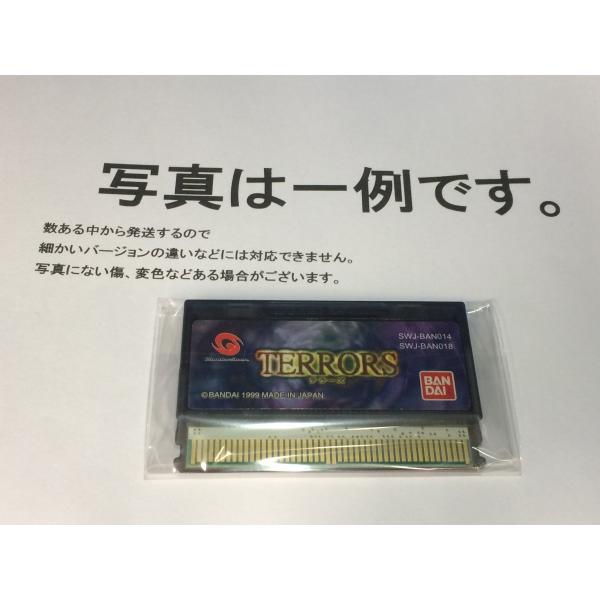 写真は一例です。
数ある中から発送するので
細かいバージョンの違いなどには対応できません。
写真にない傷、変色などある場合がございます。
SWJ-BAN014
SWJ-BAN018
WonderSwan
TERRORS
テラーズ
©BANDAI 1999 MADE IN JAPAN
BAN
DAI